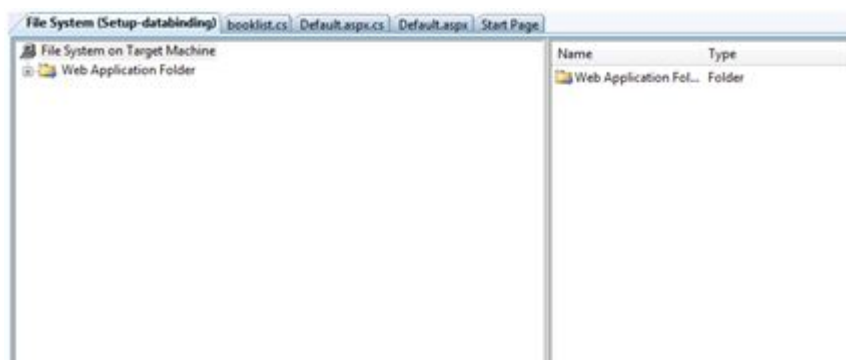 File System (Setup-databinding) booklist.cs Default.aspx.cs Default.aspx Start Page
File System on Target Machine
Web Application Folder
Name Type
Web Application Fol... Folder